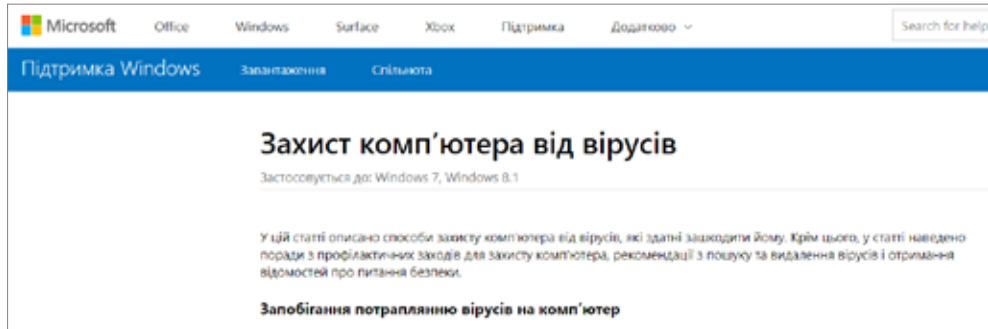 Microsoft Office Windows Surface Xbox Підтримка Додатково Search for help
Підтримка Windows Завантаження Спільнота
Захист комп'ютера від вірусів
Застосовується до: Windows 7, Windows 8.1
У цій статті описано способи захисту комп'ютера від вірусів, які здатні зашкодити йому. Крім цього, у статті наведено
поради з профілактичних заходів для захисту комп'ютера, рекомендації з пошуку та видалення вірусів і отримання
відомостей про питання безпеки.
Запобігання потраплянню вірусів на комп'ютер